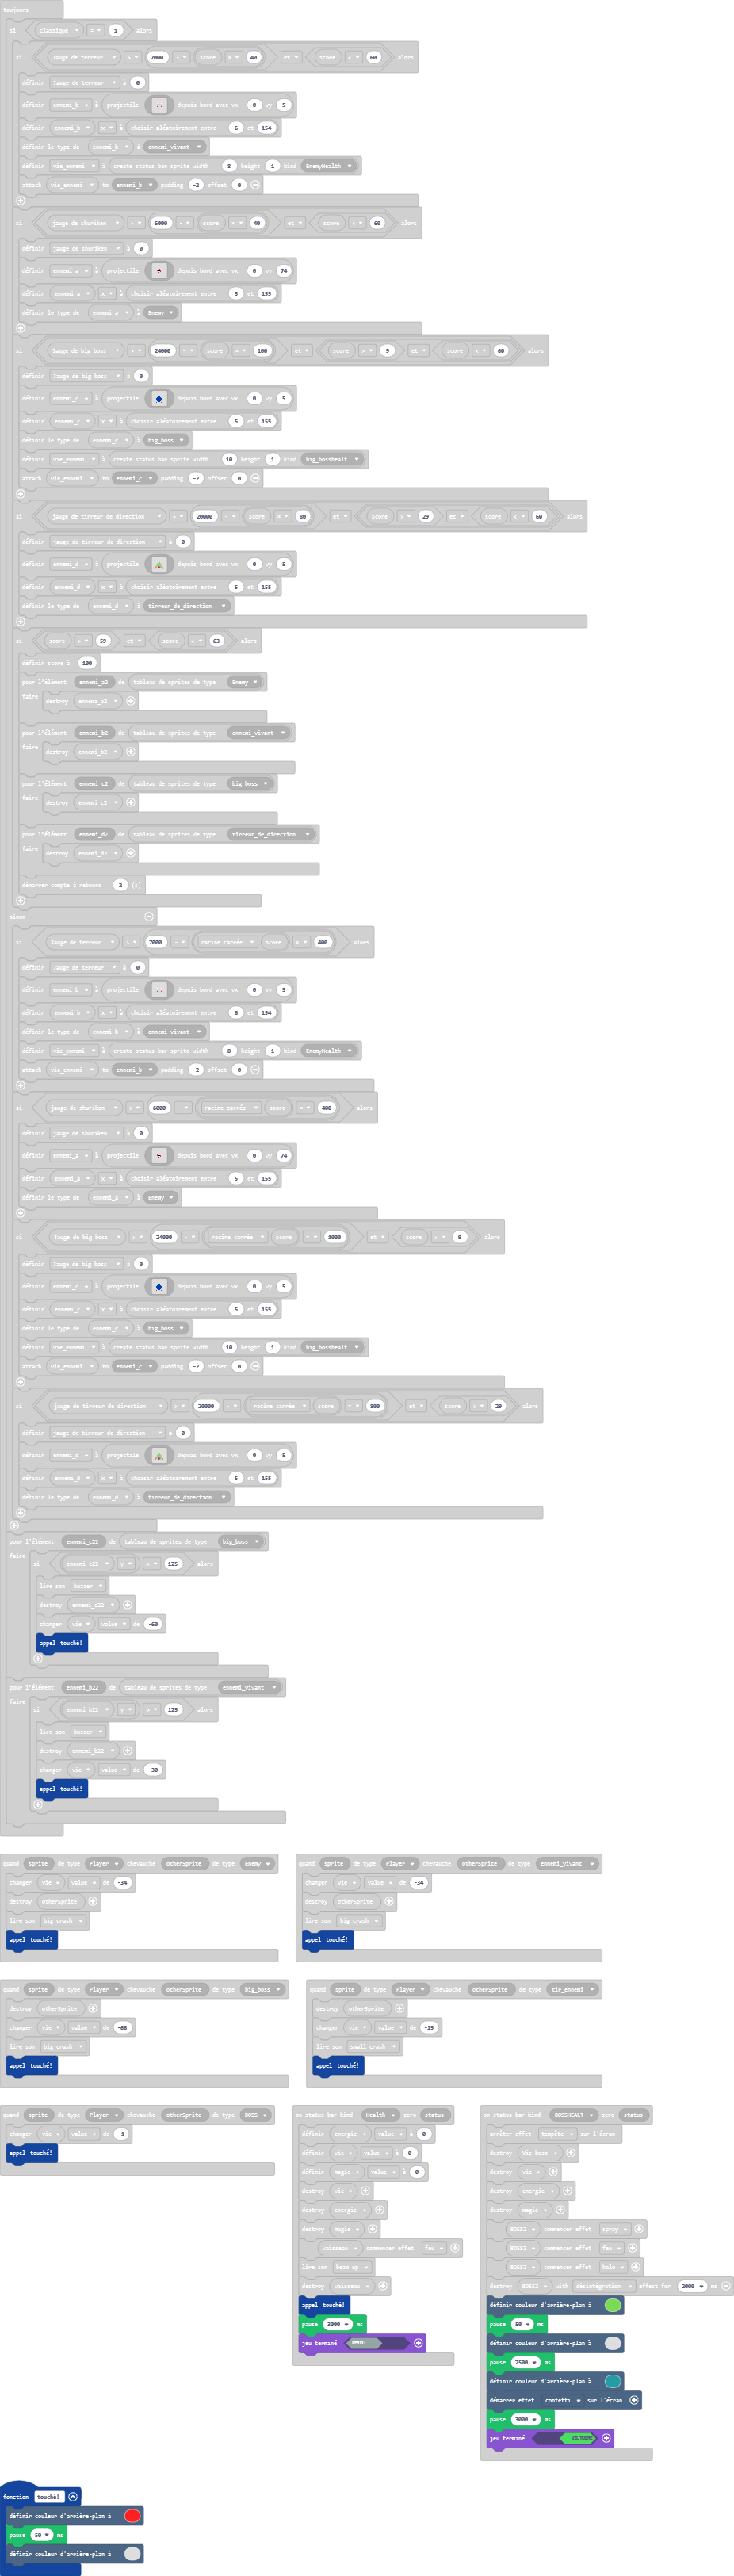 toujours
si classique = 1 alors
si Jauge de terreur > 7000 - score × 40 et score < 60 alors
définir Jauge de terreur à 0
définir ennemi_b à projectile depuis bord avec vx 0 vy 5
définir ennemi_b x à choisir aléatoirement entre 6 et 154
définir le type de ennemi_b à ennemi_vivant
définir vie_ennemi à create status bar sprite width 8 height 1 kind EnemyHealth
attach vie_ennemi to ennemi_b padding -2 offset 0
si jauge de shuriken > 6000 - score × 40 et score < 60 alors
définir jauge de shuriken à 0
définir ennemi_a à projectile depuis bord avec vx 0 vy 74
définir ennemi_a x à choisir aléatoirement entre 5 et 155
définir le type de ennemi_a à Enemy
si Jauge de big boss > 24000 - score × 100 et score > 9 et score < 60 alors
définir Jauge de big boss à 0
définir ennemi_c à projectile depuis bord avec vx 0 vy 5
définir ennemi_c x à choisir aléatoirement entre 5 et 155
définir le type de ennemi_c à big_boss
définir vie_ennemi à create status bar sprite width 10 height 1 kind big_bosshealt
attach vie_ennemi to ennemi_c padding -2 offset 0
si jauge de tirreur de direction > 20000 - score × 80 et score > 29 et score < 60 alors
définir jauge de tirreur de direction à 0
définir ennemi_d à projectile depuis bord avec vx 0 vy 5
définir ennemi_d x à choisir aléatoirement entre 5 et 155
définir le type de ennemi_d à tirreur_de_direction
si score > 59 et score < 63 alors
définir score à 100
pour l'élément ennemi_a2 de tableau de sprites de type Enemy
faire destroy ennemi_a2
pour l'élément ennemi_b2 de tableau de sprites de type ennemi_vivant
faire destroy ennemi_b2
pour l'élément ennemi_c2 de tableau de sprites de type big_boss
faire destroy ennemi_c2
pour l'élément ennemi_d2 de tableau de sprites de type tirreur_de_direction
faire destroy ennemi_d2
démarrer compte à rebours 2 (s)
sinon
si Jauge de terreur > 7000 - racine carrée score × 400 alors
définir Jauge de terreur à 0
définir ennemi_b à projectile depuis bord avec vx 0 vy 5
définir ennemi_b x à choisir aléatoirement entre 6 et 154
définir le type de ennemi_b à ennemi_vivant
définir vie_ennemi à create status bar sprite width 8 height 1 kind EnemyHealth
attach vie_ennemi to ennemi_b padding -2 offset 0
si jauge de shuriken > 6000 - racine carrée score × 400 alors
définir jauge de shuriken à 0
définir ennemi_a à projectile depuis bord avec vx 0 vy 74
définir ennemi_a x à choisir aléatoirement entre 5 et 155
définir le type de ennemi_a à Enemy
si Jauge de big boss > 24000 - racine carrée score × 1000 et score > 9 alors
définir Jauge de big boss à 0
définir ennemi_c à projectile depuis bord avec vx 0 vy 5
définir ennemi_c x à choisir aléatoirement entre 5 et 155
définir le type de ennemi_c à big_boss
définir vie_ennemi à create status bar sprite width 10 height 1 kind big_bosshealt
attach vie_ennemi to ennemi_c padding -2 offset 0
si jauge de tirreur de direction > 20000 - racine carrée score × 800 et score > 29 alors
définir jauge de tirreur de direction à 0
définir ennemi_d à projectile depuis bord avec vx 0 vy 5
définir ennemi_d x à choisir aléatoirement entre 5 et 155
définir le type de ennemi_d à tirreur_de_direction
pour l'élément ennemi_c22 de tableau de sprites de type big_boss
faire si ennemi_c22 y > 125 alors
lire son buzzer
destroy ennemi_c22
changer vie value de -60
appel touché!
pour l'élément ennemi_b22 de tableau de sprites de type ennemi_vivant
faire si ennemi_b22 y > 125 alors
lire son buzzer
destroy ennemi_b22
changer vie value de -30
appel touché!
quand sprite de type Player chevauche otherSprite de type Enemy
changer vie value de -34
destroy otherSprite
lire son big crash
appel touché!
quand sprite de type Player chevauche otherSprite de type ennemi_vivant
changer vie value de -34
destroy otherSprite
lire son big crash
appel touché!
quand sprite de type Player chevauche otherSprite de type big_boss
destroy otherSprite
changer vie value de -66
lire son big crash
appel touché!
quand sprite de type Player chevauche otherSprite de type tir_ennemi
destroy otherSprite
changer vie value de -15
lire son small crash
appel touché!
quand sprite de type Player chevauche otherSprite de type BOSS
changer vie value de -1
appel touché!
on status bar kind Health zero status
définir energie value à 0
définir vie value à 0
définir magie value à 0
destroy vie
destroy energie
destroy magie
vaisseau commencer effet feu
lire son beam up
destroy vaisseau
appel touché!
pause 3000 ms
jeu terminé PERDU
on status bar kind BOSSHEALT zero status
arrêter effet tempête sur l'écran
destroy vie boss
destroy vie
destroy energie
destroy magie
BOSS2 commencer effet spray
BOSS2 commencer effet feu
BOSS2 commencer effet halo
destroy BOSS2 with désintégration effect for 2000 ms
définir couleur d'arrière-plan à
pause 50 ms
définir couleur d'arrière-plan à
pause 2500 ms
définir couleur d'arrière-plan à
démarrer effet confetti sur l'écran
pause 3000 ms
jeu terminé VICTOIRE
fonction touché!
définir couleur d'arrière-plan à
pause 50 ms
définir couleur d'arrière-plan à